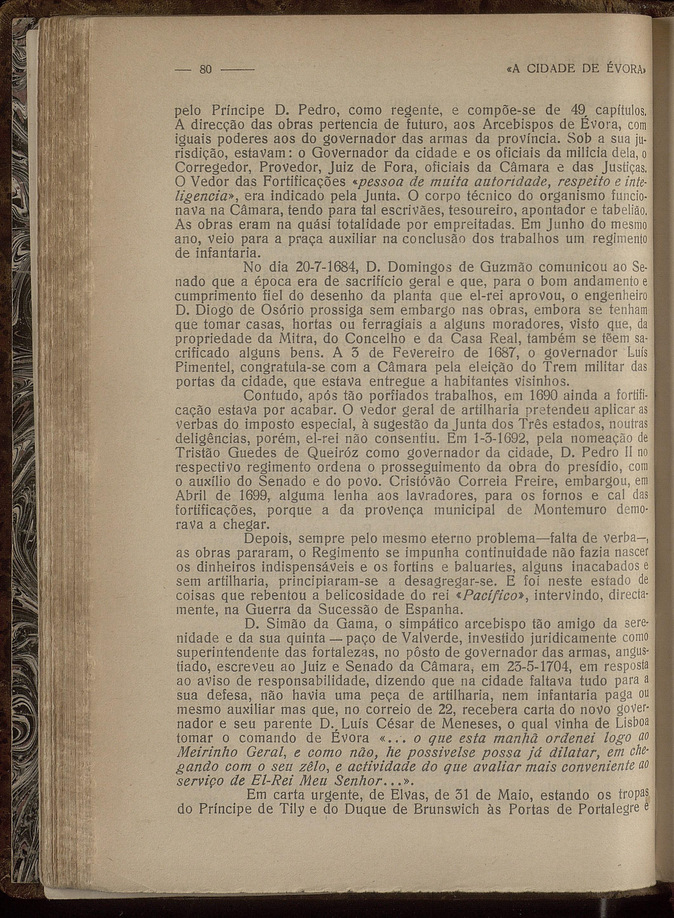 — 80 —— «A CIDADE DE ÉVORA»
pelo Príncipe D. Pedro, como regente, e compõe-se de 49 capítulos.
A direcção das obras pertencia de futuro, aos Arcebispos de Évora, com
iguais poderes aos do governador das armas da província. Sob a sua ju-
risdição, estavam: o Governador da cidade e os oficiais da milícia dela, o
Corregedor, Provedor, Juiz de Fora, oficiais da Câmara e das Justiças.
O Vedor das Fortificações «pessoa de muita autoridade, respeito e inte-
ligencia», era indicado pela Junta. O corpo técnico do organismo funcio-
nava na Câmara, tendo para tal escrivães, tesoureiro, apontador e tabelião.
As obras eram na quási totalidade por empreitadas. Em Junho do mesmo
ano, veio para a praça auxiliar na conclusão dos trabalhos um regimento
de infantaria.
No dia 20-7-1684, D. Domingos de Guzmão comunicou ao Se-
nado que a época era de sacrifício geral e que, para o bom andamento e
cumprimento fiel do desenho da planta que el-rei aprovou, o engenheiro
D. Diogo de Osório prossiga sem embargo nas obras, embora se tenham
que tomar casas, hortas ou ferragiais a alguns moradores, visto que, da
propriedade da Mitra, do Concelho e da Casa Real, também se têem sa-
crificado alguns bens. A 3 de Fevereiro de 1687, o governador Luís
Pimentel, congratula-se com a Câmara pela eleição do Trem militar das
portas da cidade, que estava entregue a habitantes visinhos.
Contudo, após tão porfiados trabalhos, em 1690 ainda a fortifi-
cação estava por acabar. O vedor geral de artilharia pretendeu aplicar as
verbas do imposto especial, à sugestão da Junta dos Três estados, noutras
deligências, porém, el-rei não consentiu. Em 1-3-1692, pela nomeação de
Tristão Guedes de Queiróz como governador da cidade, D. Pedro II no
respectivo regimento ordena o prosseguimento da obra do presídio, com
o auxílio do Senado e do povo. Cristóvão Correia Freire, embargou, em
Abril de 1699, alguma lenha aos lavradores, para os fornos e cal das
fortificações, porque a da provença municipal de Montemuro demo-
rava a chegar.
Depois, sempre pelo mesmo eterno problema—falta de verba—,
as obras pararam, o Regimento se impunha continuidade não fazia nascer
os dinheiros indispensáveis e os fortins e baluartes, alguns inacabados e
sem artilharia, principiaram-se a desagregar-se. E foi neste estado de
coisas que rebentou a belicosidade do rei «Pacífico», intervindo, directa-
mente, na Guerra da Sucessão de Espanha.
D. Simão da Gama, o simpático arcebispo tão amigo da sere-
nidade e da sua quinta — paço de Valverde, investido juridicamente como
superintendente das fortalezas, no pôsto de governador das armas, angus-
tiado, escreveu ao Juiz e Senado da Câmara, em 23-5-1704, em resposta
ao aviso de responsabilidade, dizendo que na cidade faltava tudo para a
sua defesa, não havia uma peça de artilharia, nem infantaria paga ou
mesmo auxiliar mas que, no correio de 22, recebera carta do novo gover-
nador e seu parente D. Luís César de Meneses, o qual vinha de Lisboa
tomar o comando de Évora «... o que esta manhã ordenei logo ao
Meirinho Geral, e como não, he possivelse possa já dilatar, em che-
gando com o seu zêlo, e actividade do que avaliar mais conveniente ao
serviço de El-Rei Meu Senhor...».
Em carta urgente, de Elvas, de 31 de Maio, estando os tropas
do Príncipe de Tily e do Duque de Brunswich às Portas de Portalegre e